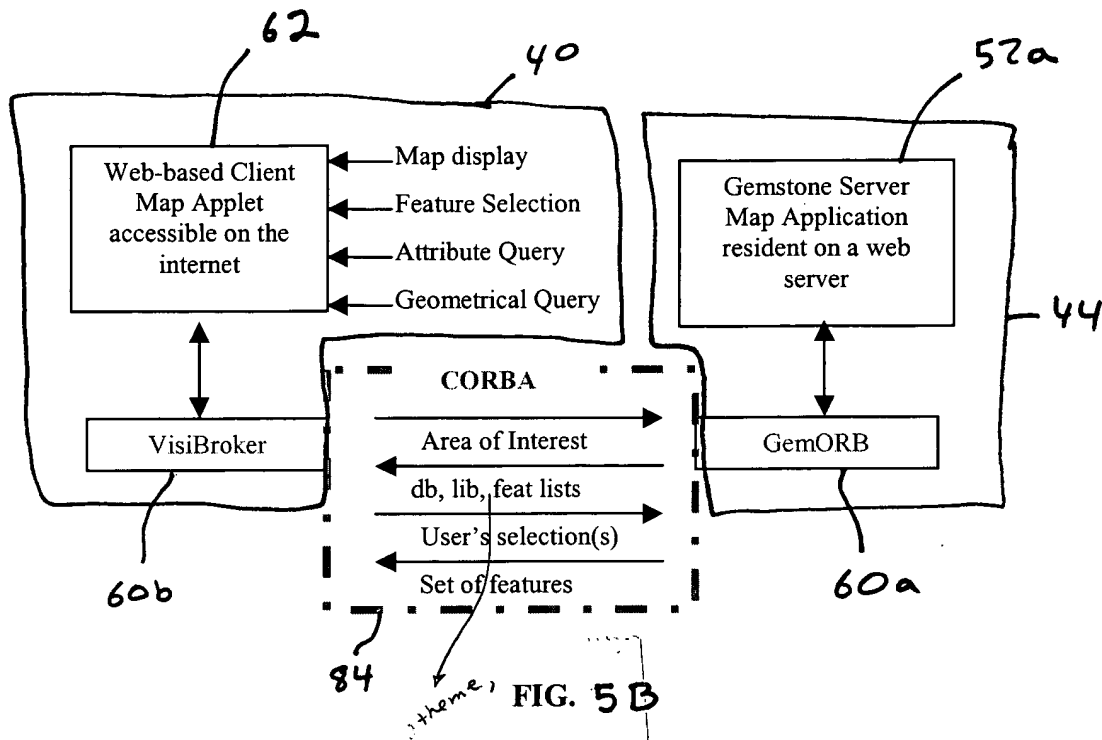 62
40
52a
Web-based Client
Map Applet
accessible on the
internet
Map display
Feature Selection
Attribute Query
Geometrical Query
Gemstone Server
Map Application
resident on a web
server
44
CORBA
VisiBroker
Area of Interest
GemORB
db, lib, feat lists
User's selection(s)
Set of features
60b
60a
84
theme,
FIG. 5B